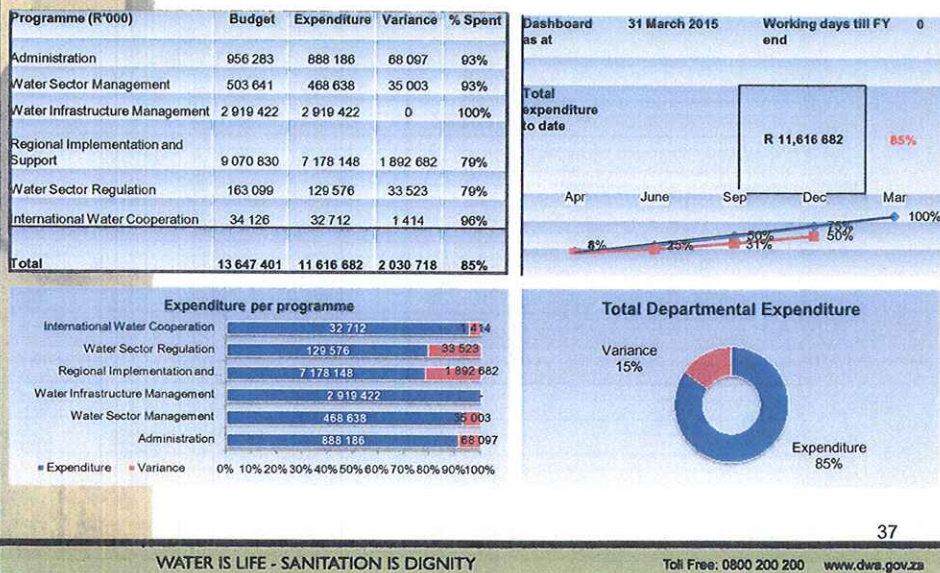 Programme (R'000) Budget Expenditure Variance % Spent
Administration 956 283 888 186 68 097 93%
Water Sector Management 503 641 468 638 35 003 93%
Water Infrastructure Management 2 919 422 2 919 422 0 100%
Regional Implementation and
Support 9 070 830 7 178 148 1 892 682 79%
Water Sector Regulation 163 099 129 576 33 523 79%
International Water Cooperation 34 126 32 712 1 414 96%
Total 13 647 401 11 616 682 2 030 718 85%
Dashboard 31 March 2015 Working days till FY 0
as at end
Total
expenditure
to date
R 11,616 682 85%
Apr June Sep Dec Mar
100%
75%
50% 50%
8% 25% 31%
Expenditure per programme
International Water Cooperation 32 712 1 414
Water Sector Regulation 129 576 33 523
Regional Implementation and 7 178 148 1 892 682
Water Infrastructure Management 2 919 422 -
Water Sector Management 468 638 35 003
Administration 888 186 68 097
Expenditure Variance 0% 10% 20% 30% 40% 50% 60% 70% 80% 90% 100%
Total Departmental Expenditure
Variance
15%
Expenditure
85%
37
WATER IS LIFE - SANITATION IS DIGNITY Toll Free: 0800 200 200 www.dwa.gov.za